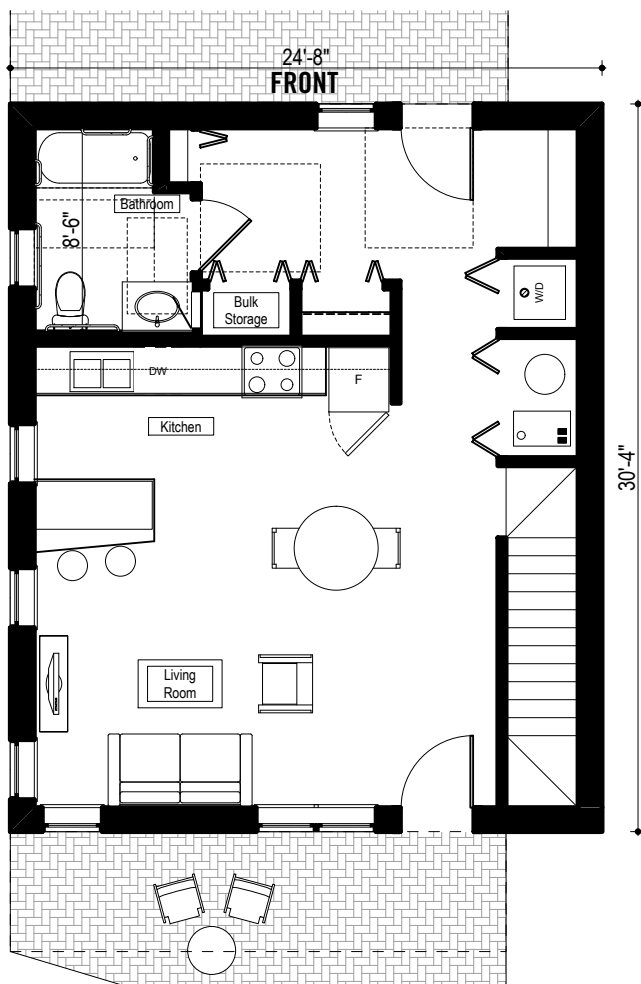 24'-8"
FRONT
Bathroom
8'-6"
Bulk
Storage
W/D
DW
F
Kitchen
30'-4"
Living
Room